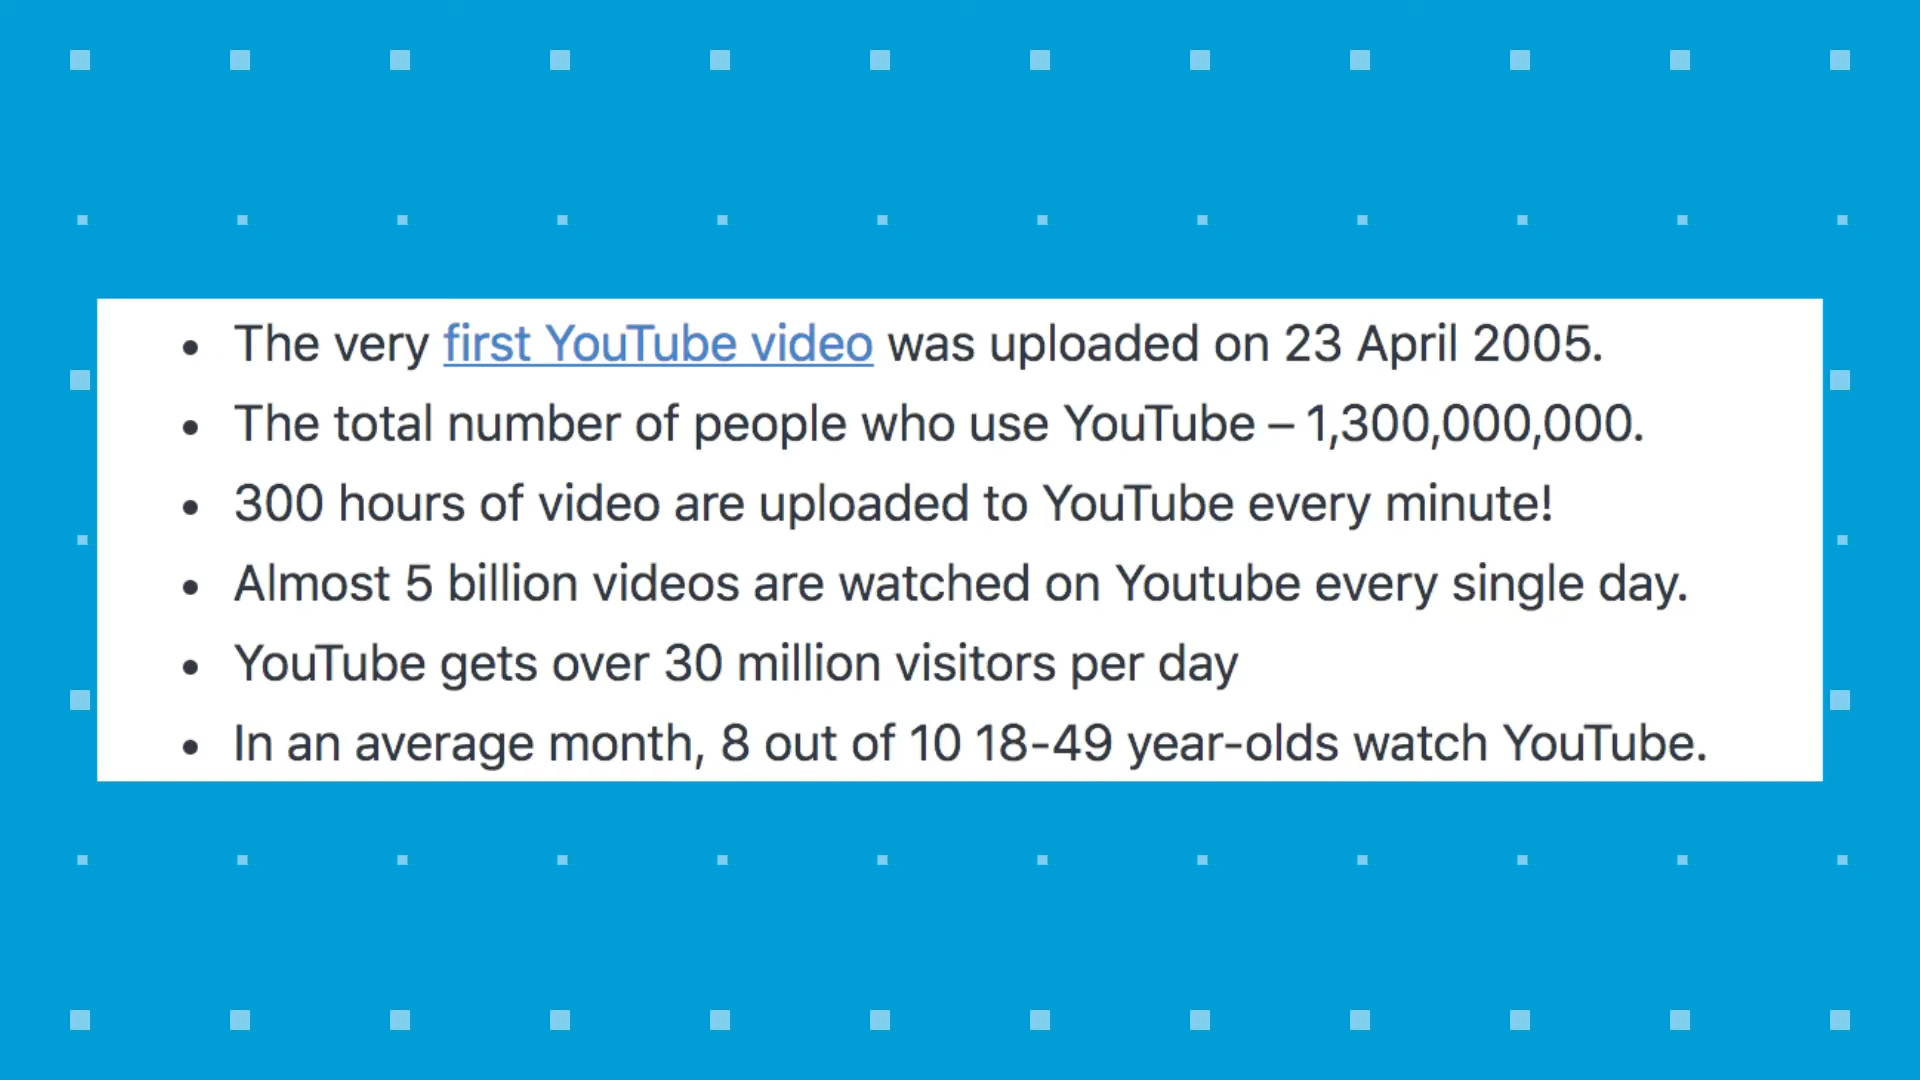 • The very first YouTube video was uploaded on 23 April 2005.
• The total number of people who use YouTube – 1,300,000,000.
• 300 hours of video are uploaded to YouTube every minute!
• Almost 5 billion videos are watched on Youtube every single day.
• YouTube gets over 30 million visitors per day
• In an average month, 8 out of 10 18-49 year-olds watch YouTube.